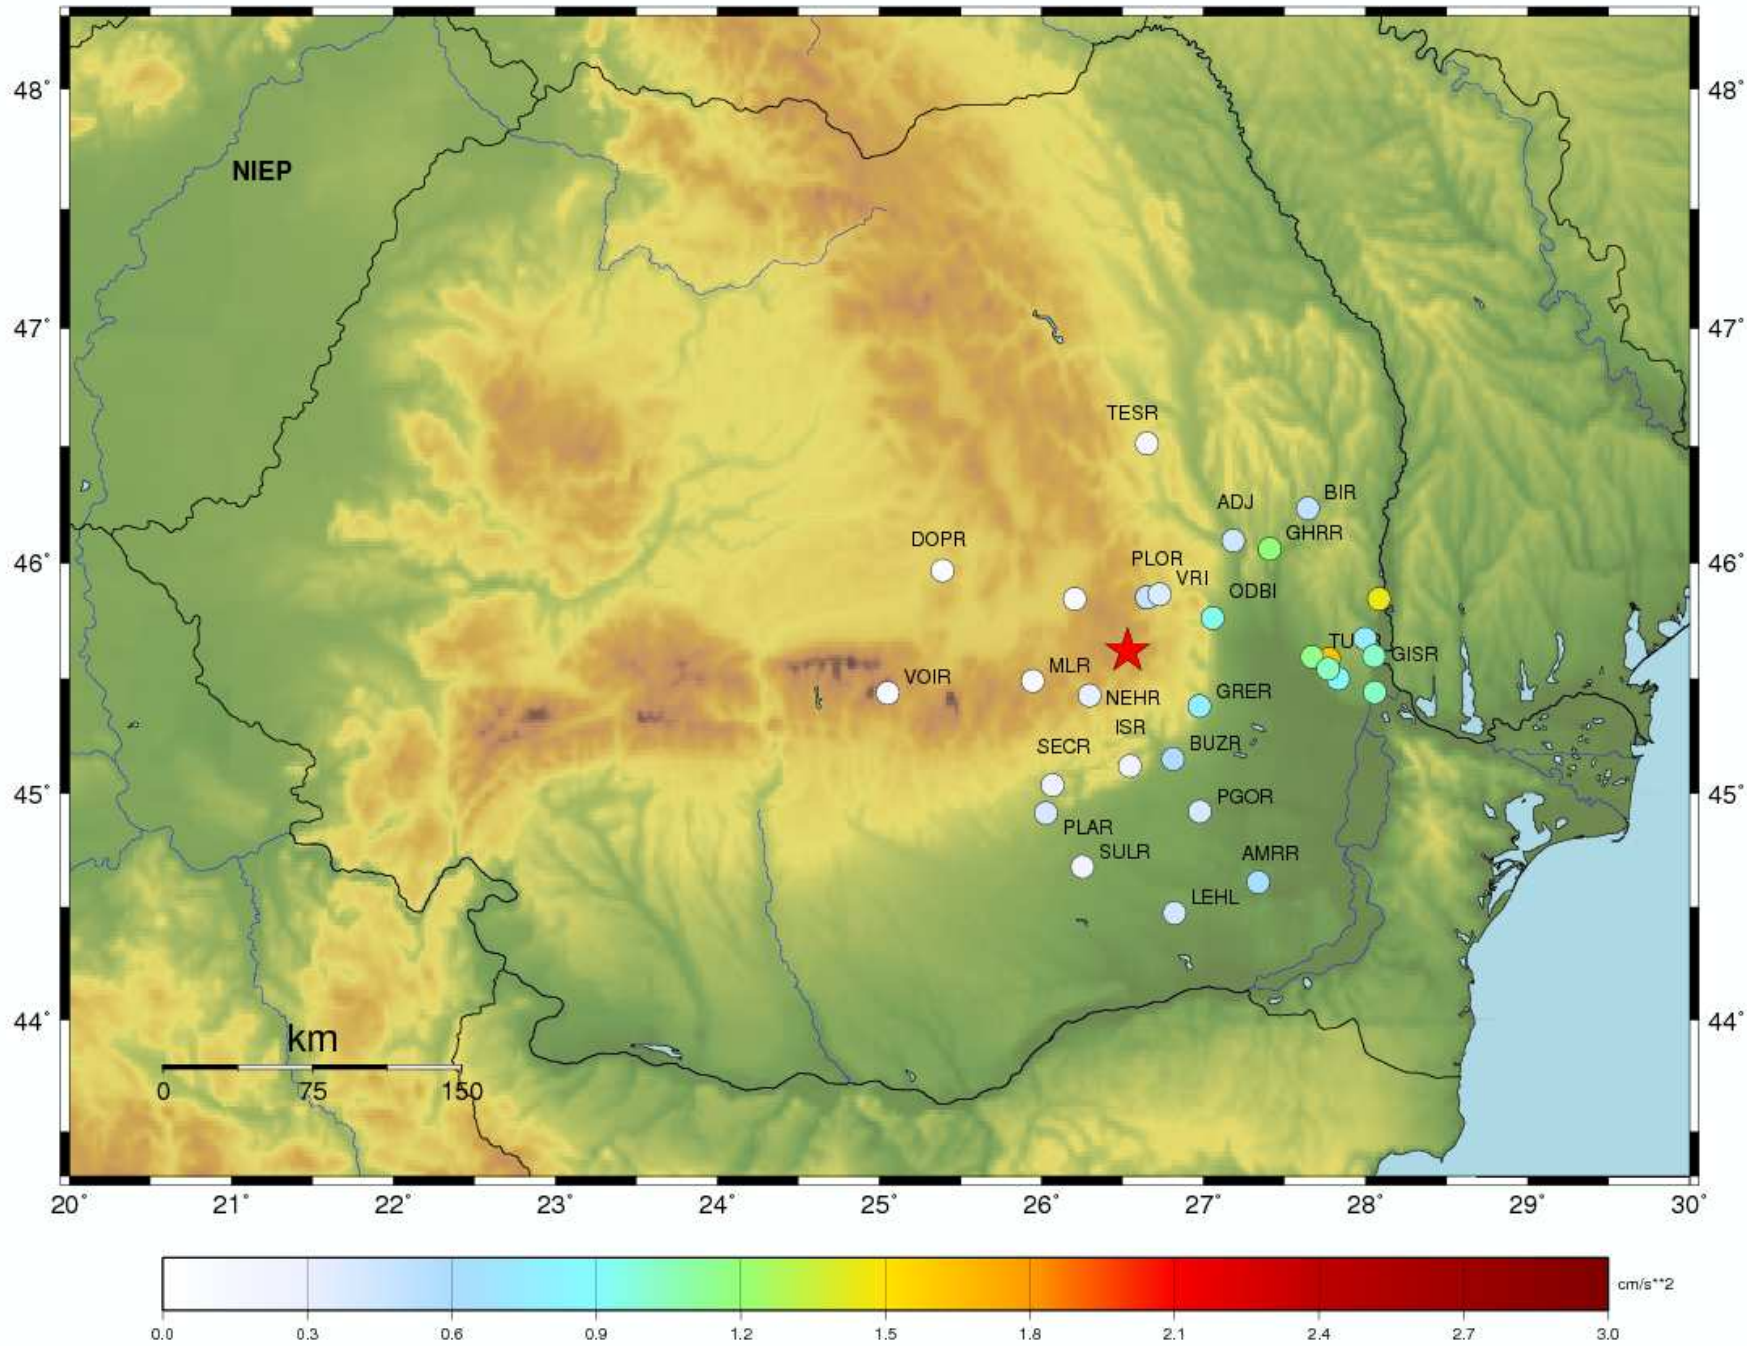 48°
48°
NIEP
47°
47°
TESR
BIR
ADJ
GHRR
DOPR
PLOR
VRI
ODBI
46°
46°
GISR
MLR
VOIR
NEHR
GRER
ISR
SECR
BUZR
45°
45°
PGOR
PLAR
SULR
AMRR
LEHL
44°
44°
km
0 75 150
20° 21° 22° 23° 24° 25° 26° 27° 28° 29° 30°
cm/s**2
0.0 0.3 0.6 0.9 1.2 1.5 1.8 2.1 2.4 2.7 3.0